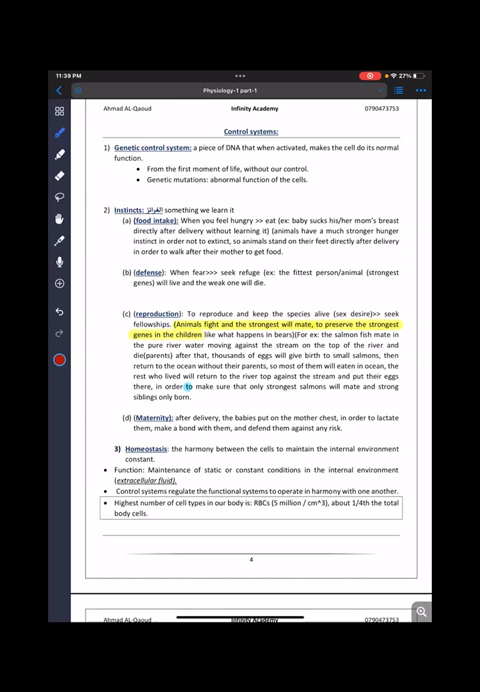 11:39 PM
27%
Physiology-1 part-1
Ahmad AL-Qaoud Infinity Academy 0790473753
Control systems:
1) Genetic control system: a piece of DNA that when activated, makes the cell do its normal
function.
• From the first moment of life, without our control.
• Genetic mutations: abnormal function of the cells.
2) Instincts: الغرائز something we learn it
(a) (food intake): When you feel hungry >> eat (ex: baby sucks his/her mom's breast
directly after delivery without learning it) (animals have a much stronger hunger
instinct in order not to extinct, so animals stand on their feet directly after delivery
in order to walk after their mother to get food.
(b) (defense): When fear>>> seek refuge (ex: the fittest person/animal (strongest
genes) will live and the weak one will die.
(c) (reproduction): To reproduce and keep the species alive (sex desire)>> seek
fellowships. (Animals fight and the strongest will mate, to preserve the strongest
genes in the children like what happens in bears)(For ex: the salmon fish mate in
the pure river water moving against the stream on the top of the river and
die(parents) after that, thousands of eggs will give birth to small salmons, then
return to the ocean without their parents, so most of them will eaten in ocean, the
rest who lived will return to the river top against the stream and put their eggs
there, in order to make sure that only strongest salmons will mate and strong
siblings only born.
(d) (Maternity): after delivery, the babies put on the mother chest, in order to lactate
them, make a bond with them, and defend them against any risk.
3) Homeostasis: the harmony between the cells to maintain the internal environment
constant.
• Function: Maintenance of static or constant conditions in the internal environment
(extracellular fluid).
• Control systems regulate the functional systems to operate in harmony with one another.
• Highest number of cell types in our body is: RBCs (5 million / cm^3), about 1/4th the total
body cells.
4
Ahmad AL-Qaoud Infinity Academy 0790473753